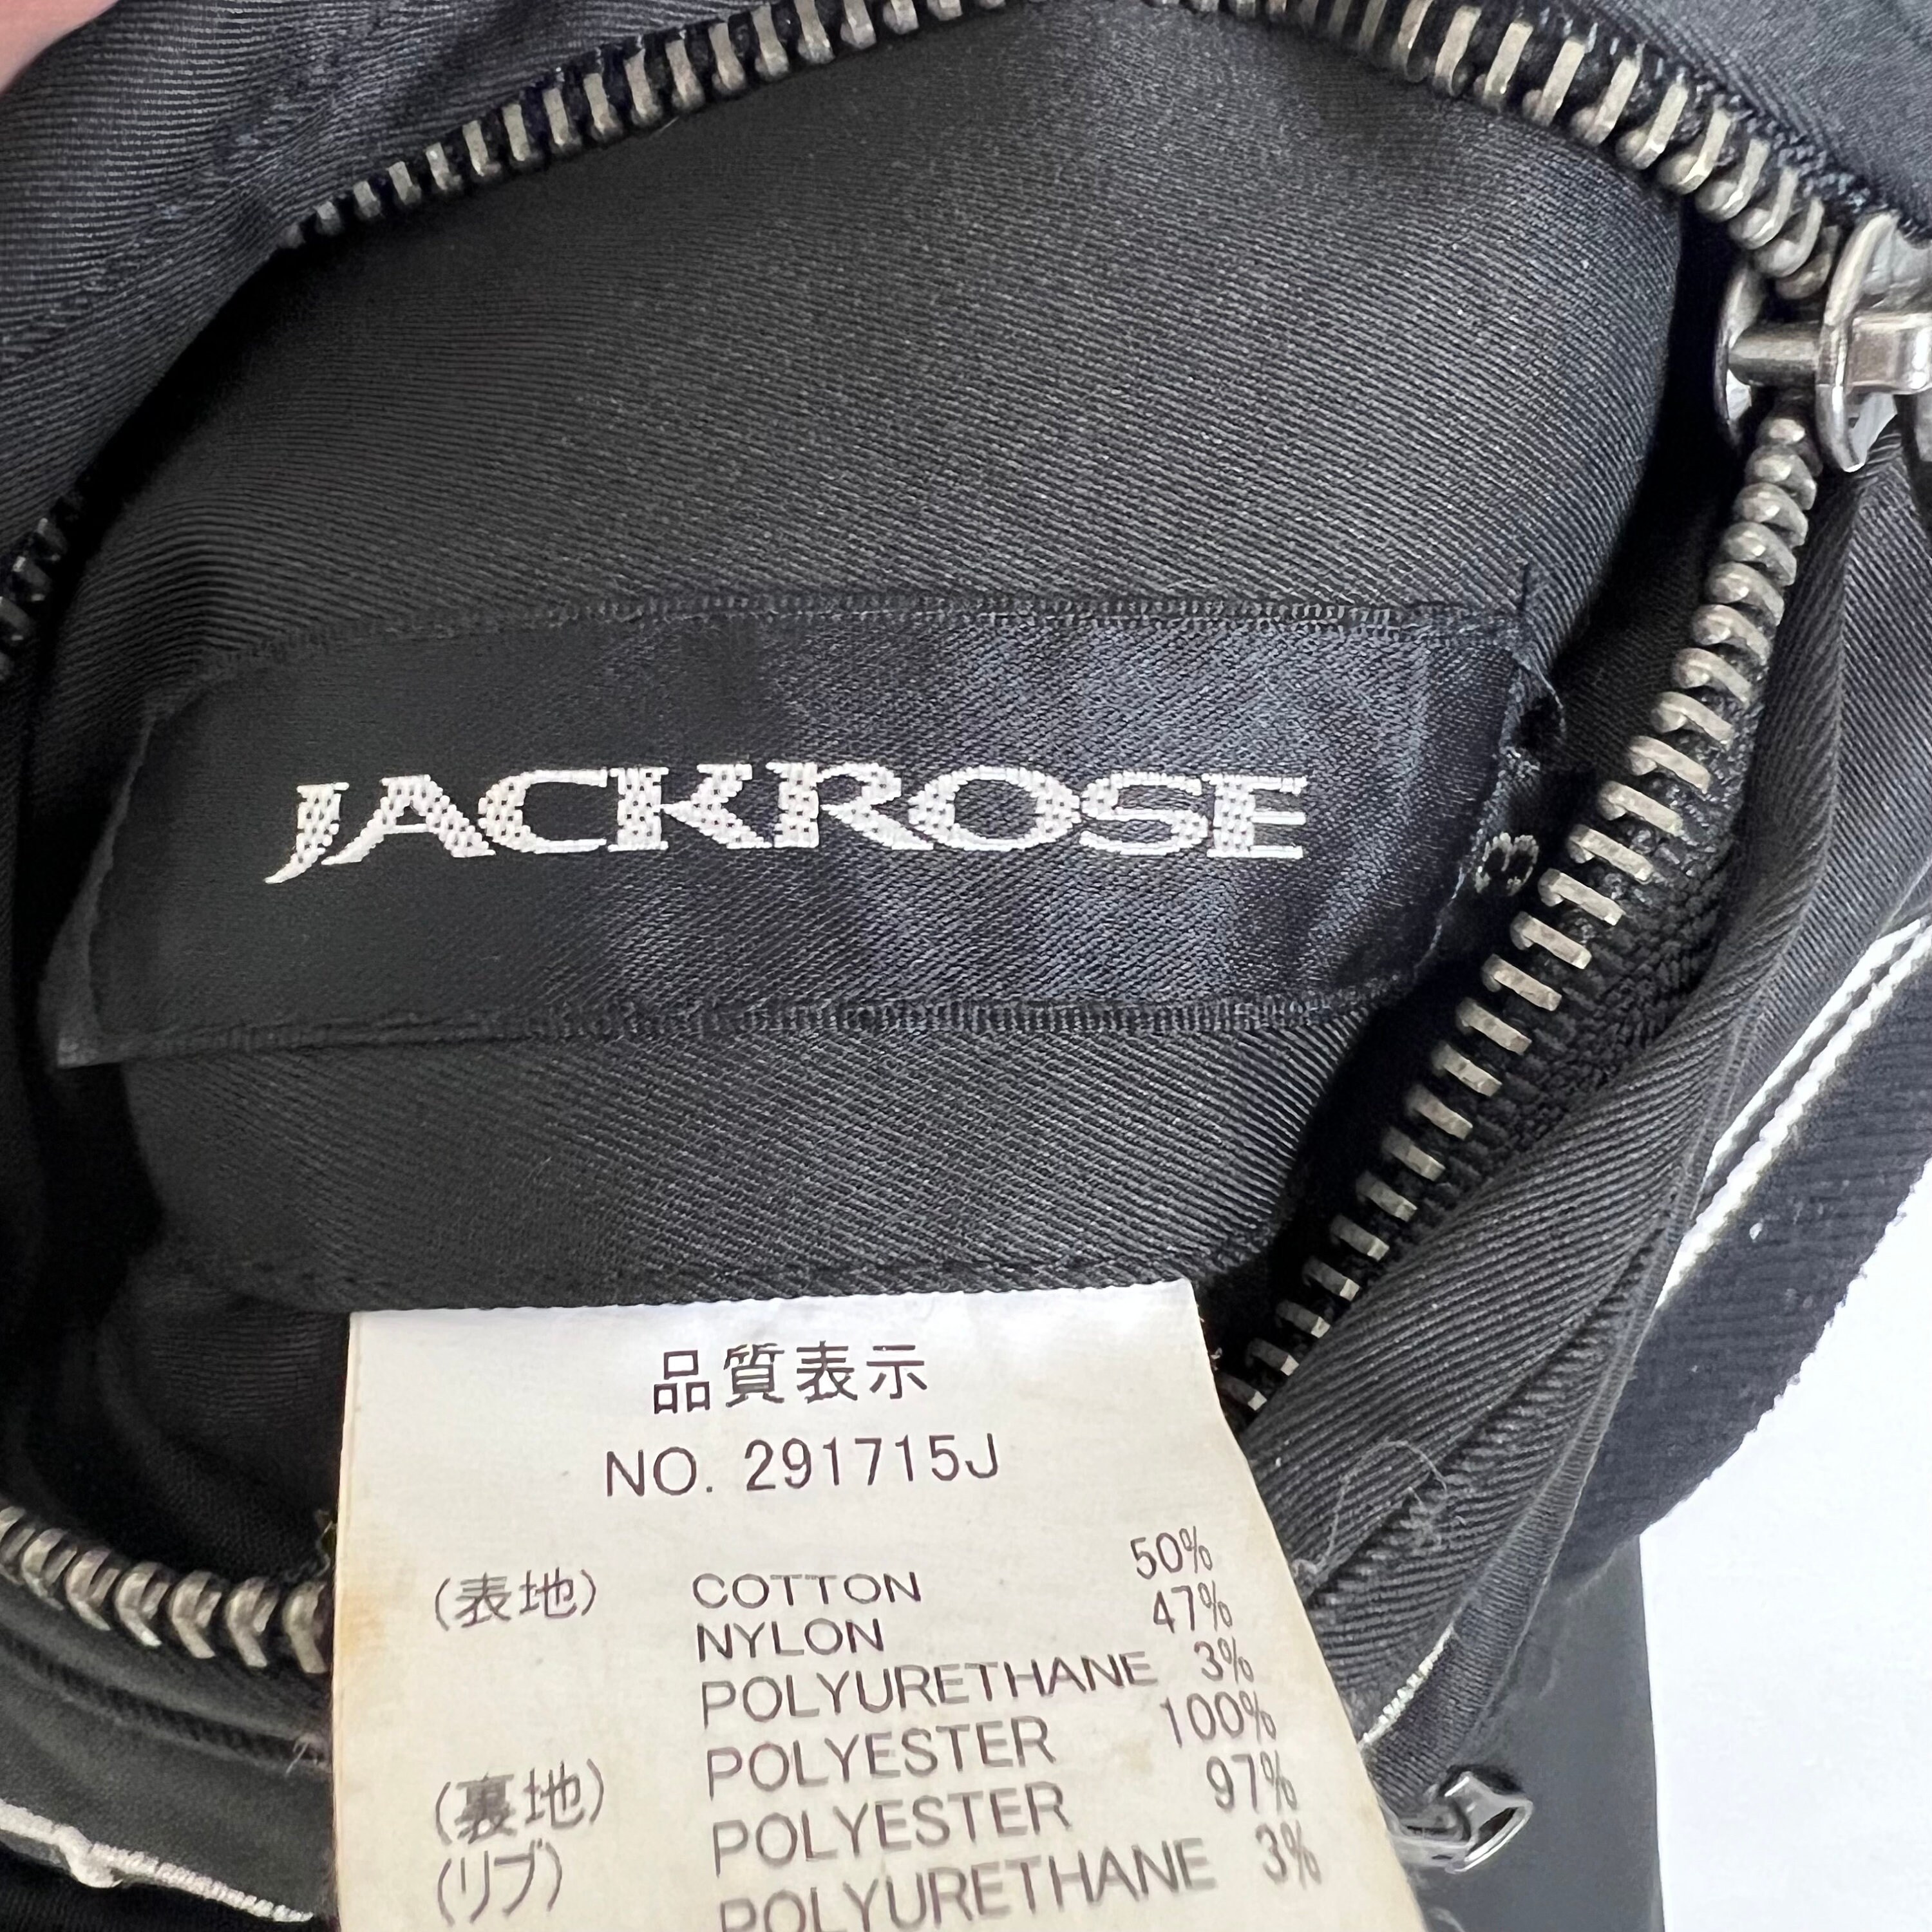 JACKROSE
3
品質表示
NO. 291715J
(表地) COTTON 50%
NYLON 47%
POLYURETHANE 3%
(裏地) POLYESTER 100%
(リブ) POLYESTER 97%
POLYURETHANE 3%